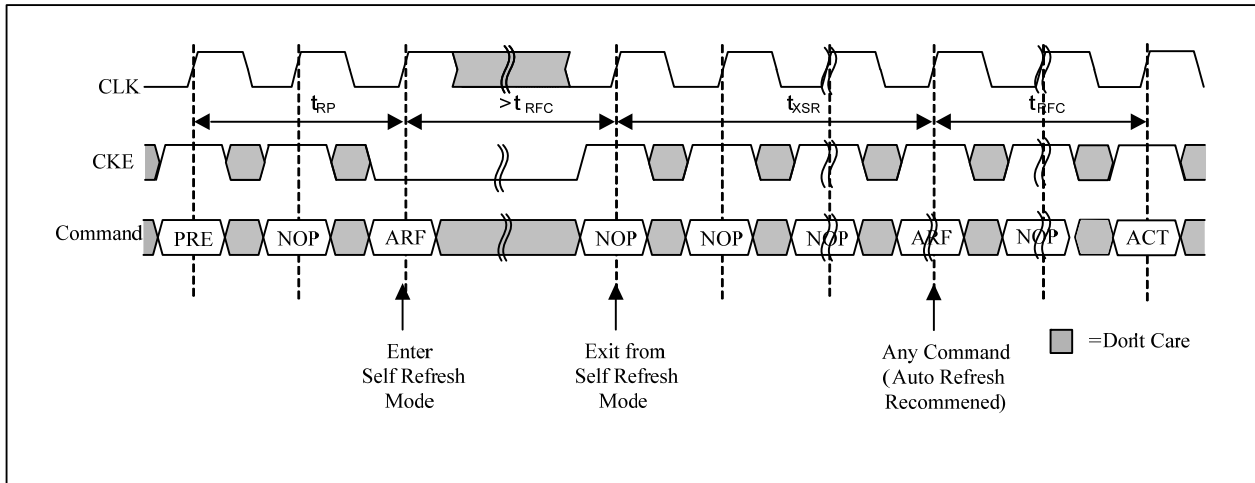 CLK
tRP
>tRFC
tXSR
tRFC
CKE
Command
PRE
NOP
ARF
NOP
NOP
NOP
ARF
NOP
ACT
Enter
Self Refresh
Mode
Exit from
Self Refresh
Mode
Any Command
(Auto Refresh
Recommened)
=Don't Care